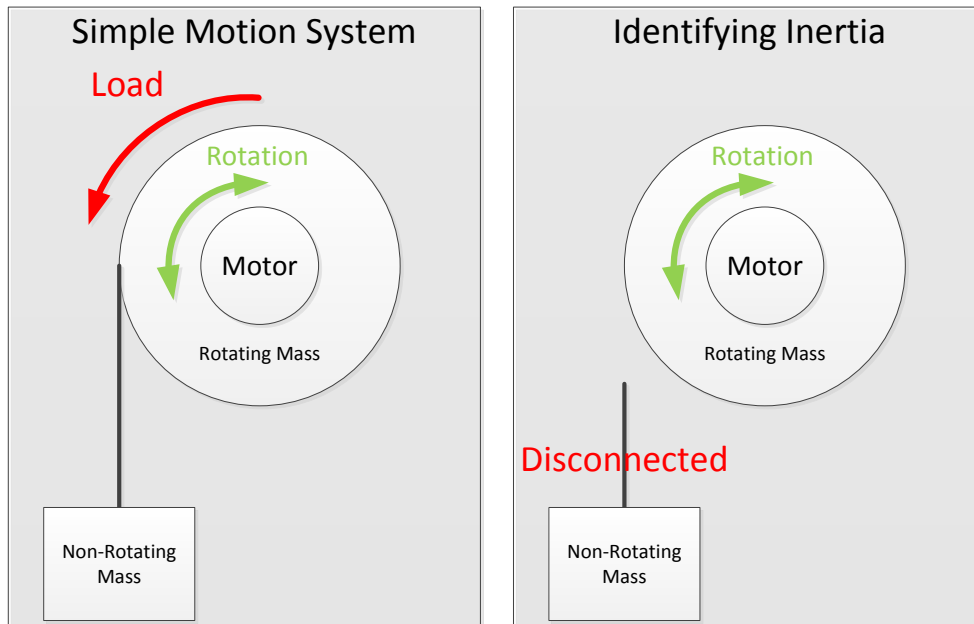 Simple Motion System
Load
Rotation
Motor
Rotating Mass
Non-Rotating
Mass
Identifying Inertia
Rotation
Motor
Rotating Mass
Disconnected
Non-Rotating
Mass